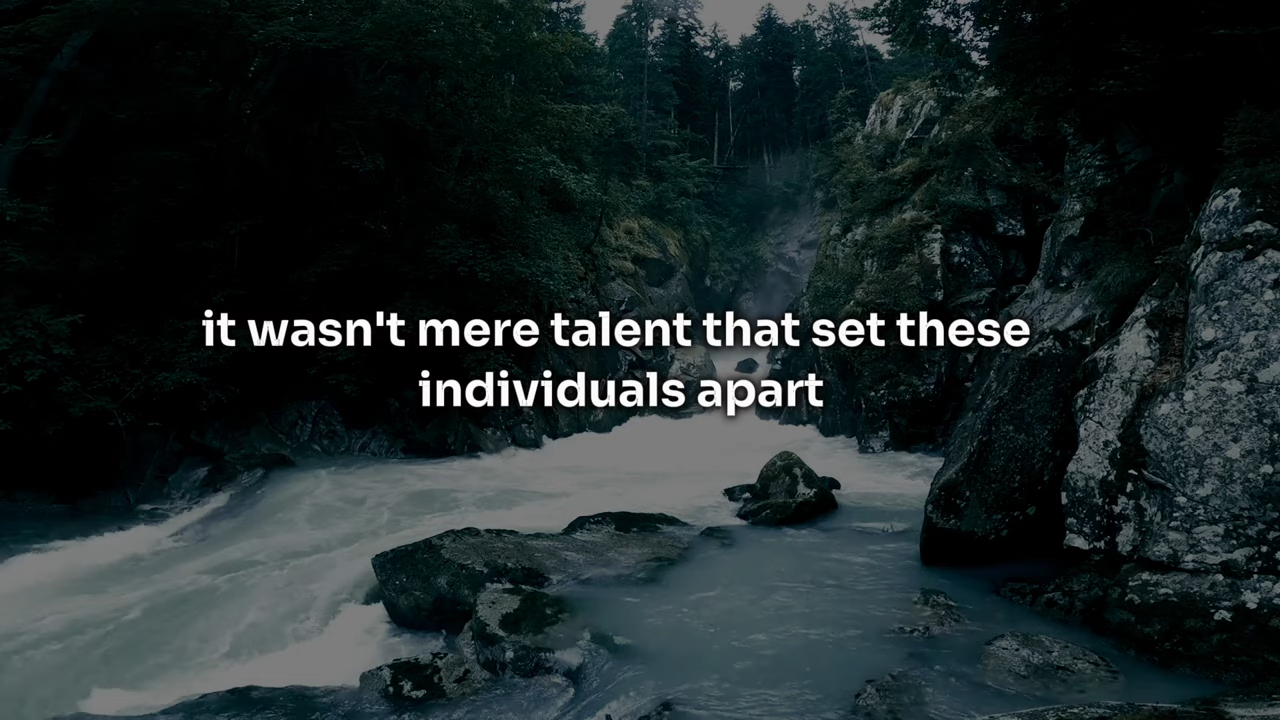 it wasn't mere talent that set these
individuals apart